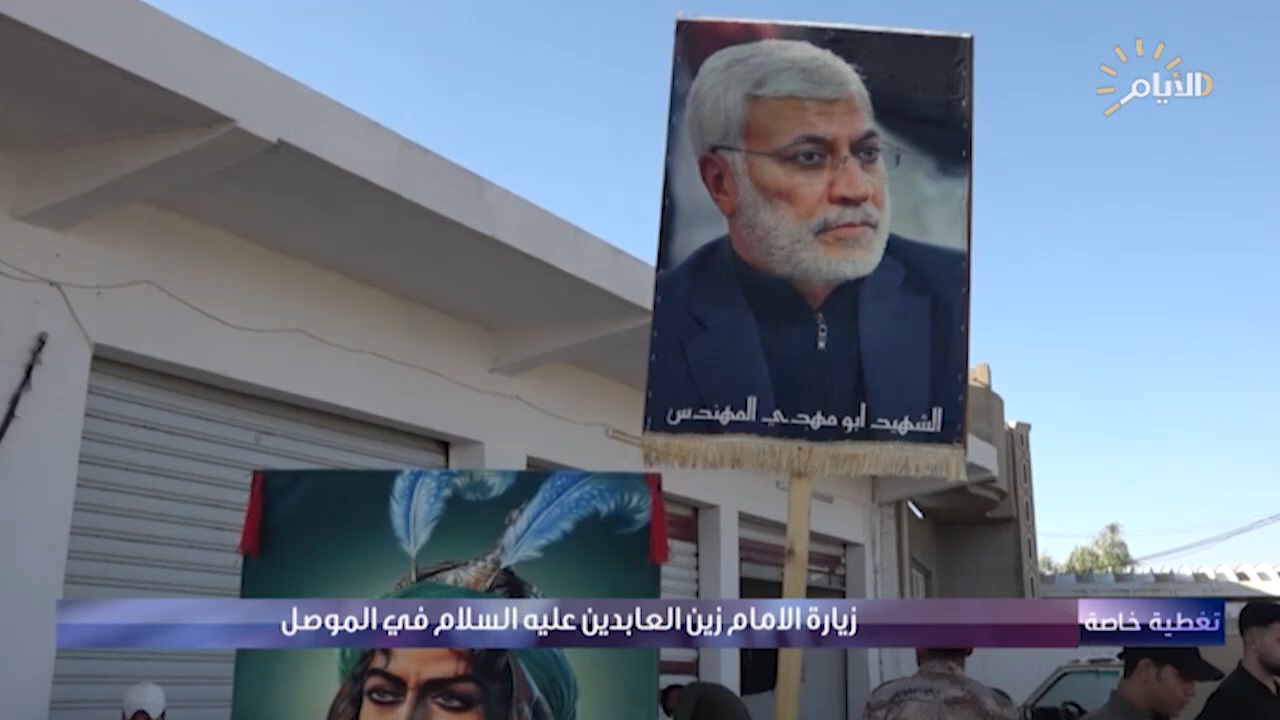 الأيام
الشهيد ابو مهدي المهندس
تغطية خاصة
زيارة الامام زين العابدين عليه السلام في الموصل